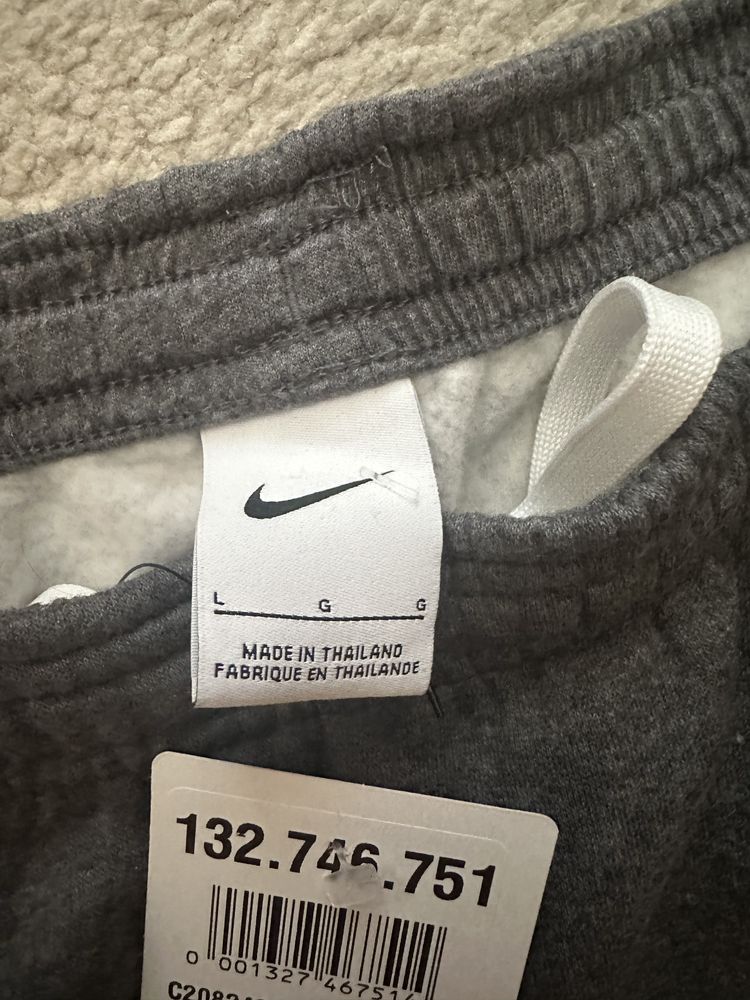 L G G
MADE IN THAILAND
FABRIQUE EN THAILANDE
132.746.751
0 001327 467514